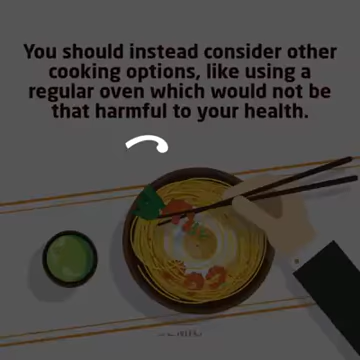 You should instead consider other
cooking options, like using a
regular oven which would not be
that harmful to your health.